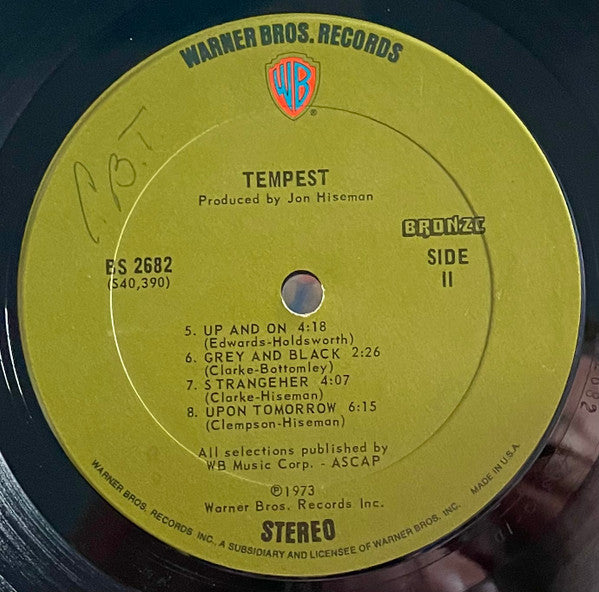 WARNER BROS. RECORDS
WB
®
C.B.T.
TEMPEST
Produced by Jon Hiseman
BRONZE
BS 2682
(S40,390)
SIDE
II
5. UP AND ON 4:18
(Edwards-Holdsworth)
6. GREY AND BLACK 2:26
(Clarke-Bottomley)
7. STRANGEHER 4:07
(Clarke-Hiseman)
8. UPON TOMORROW 6:15
(Clempson-Hiseman)
All selections published by
WB Music Corp. - ASCAP
℗1973
Warner Bros. Records Inc.
STEREO
WARNER BROS. RECORDS INC., A SUBSIDIARY AND LICENSEE OF WARNER BROS. INC. MADE IN U.S.A.